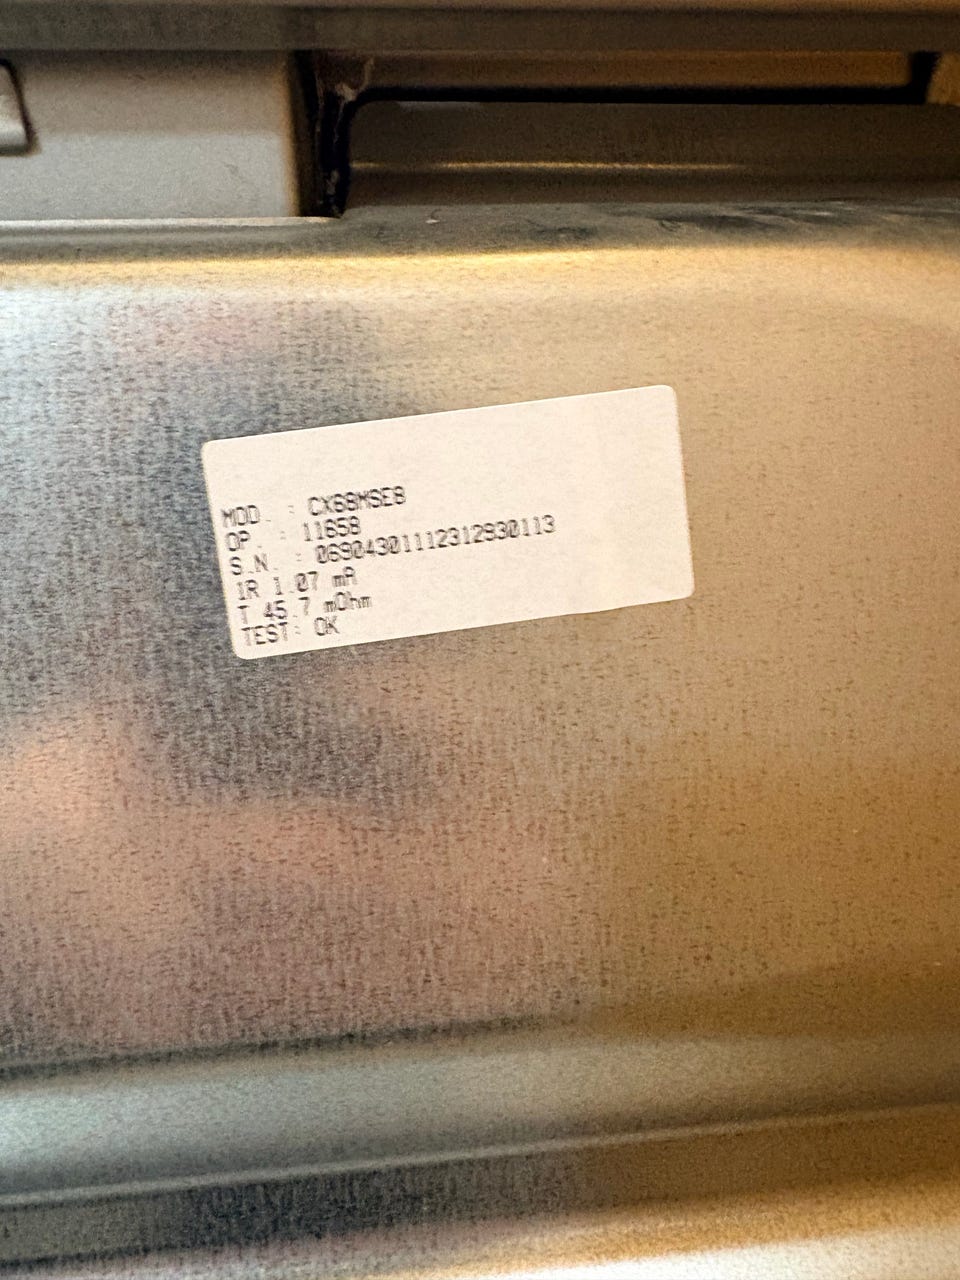 MOD. : CX68MSE8
OP. : 11658
S.N. : 06904301112312930113
IR 1.07 mA
T 45.7 mOhm
TEST: OK